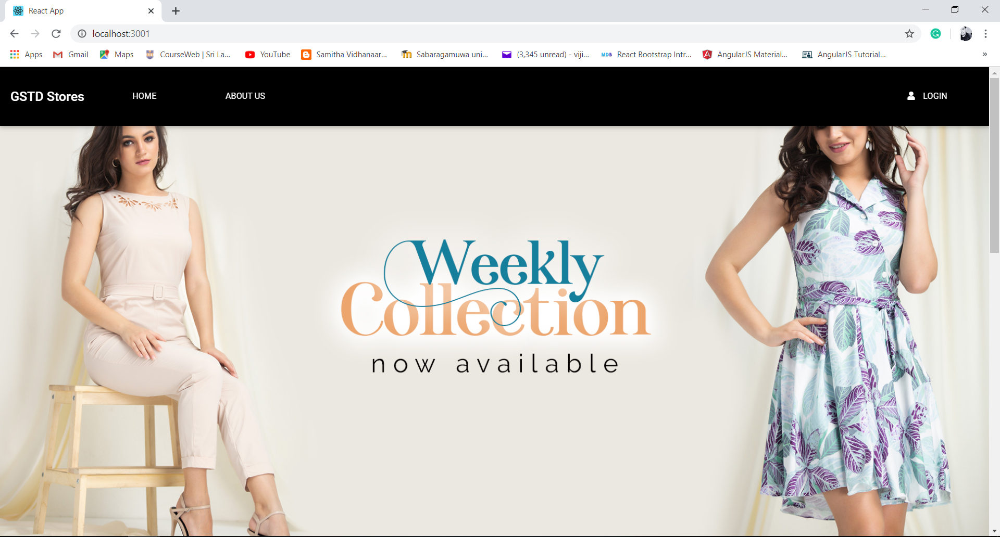 React App
localhost:3001
Apps Gmail Maps CourseWeb | Sri La... YouTube Samitha Vidhanaar... Sabaragamuwa uni... (3,345 unread) - viji... MDB React Bootstrap Intr... AngularJS Material... AngularJS Tutorial... »
GSTD Stores HOME ABOUT US LOGIN
Weekly
Collection
now available